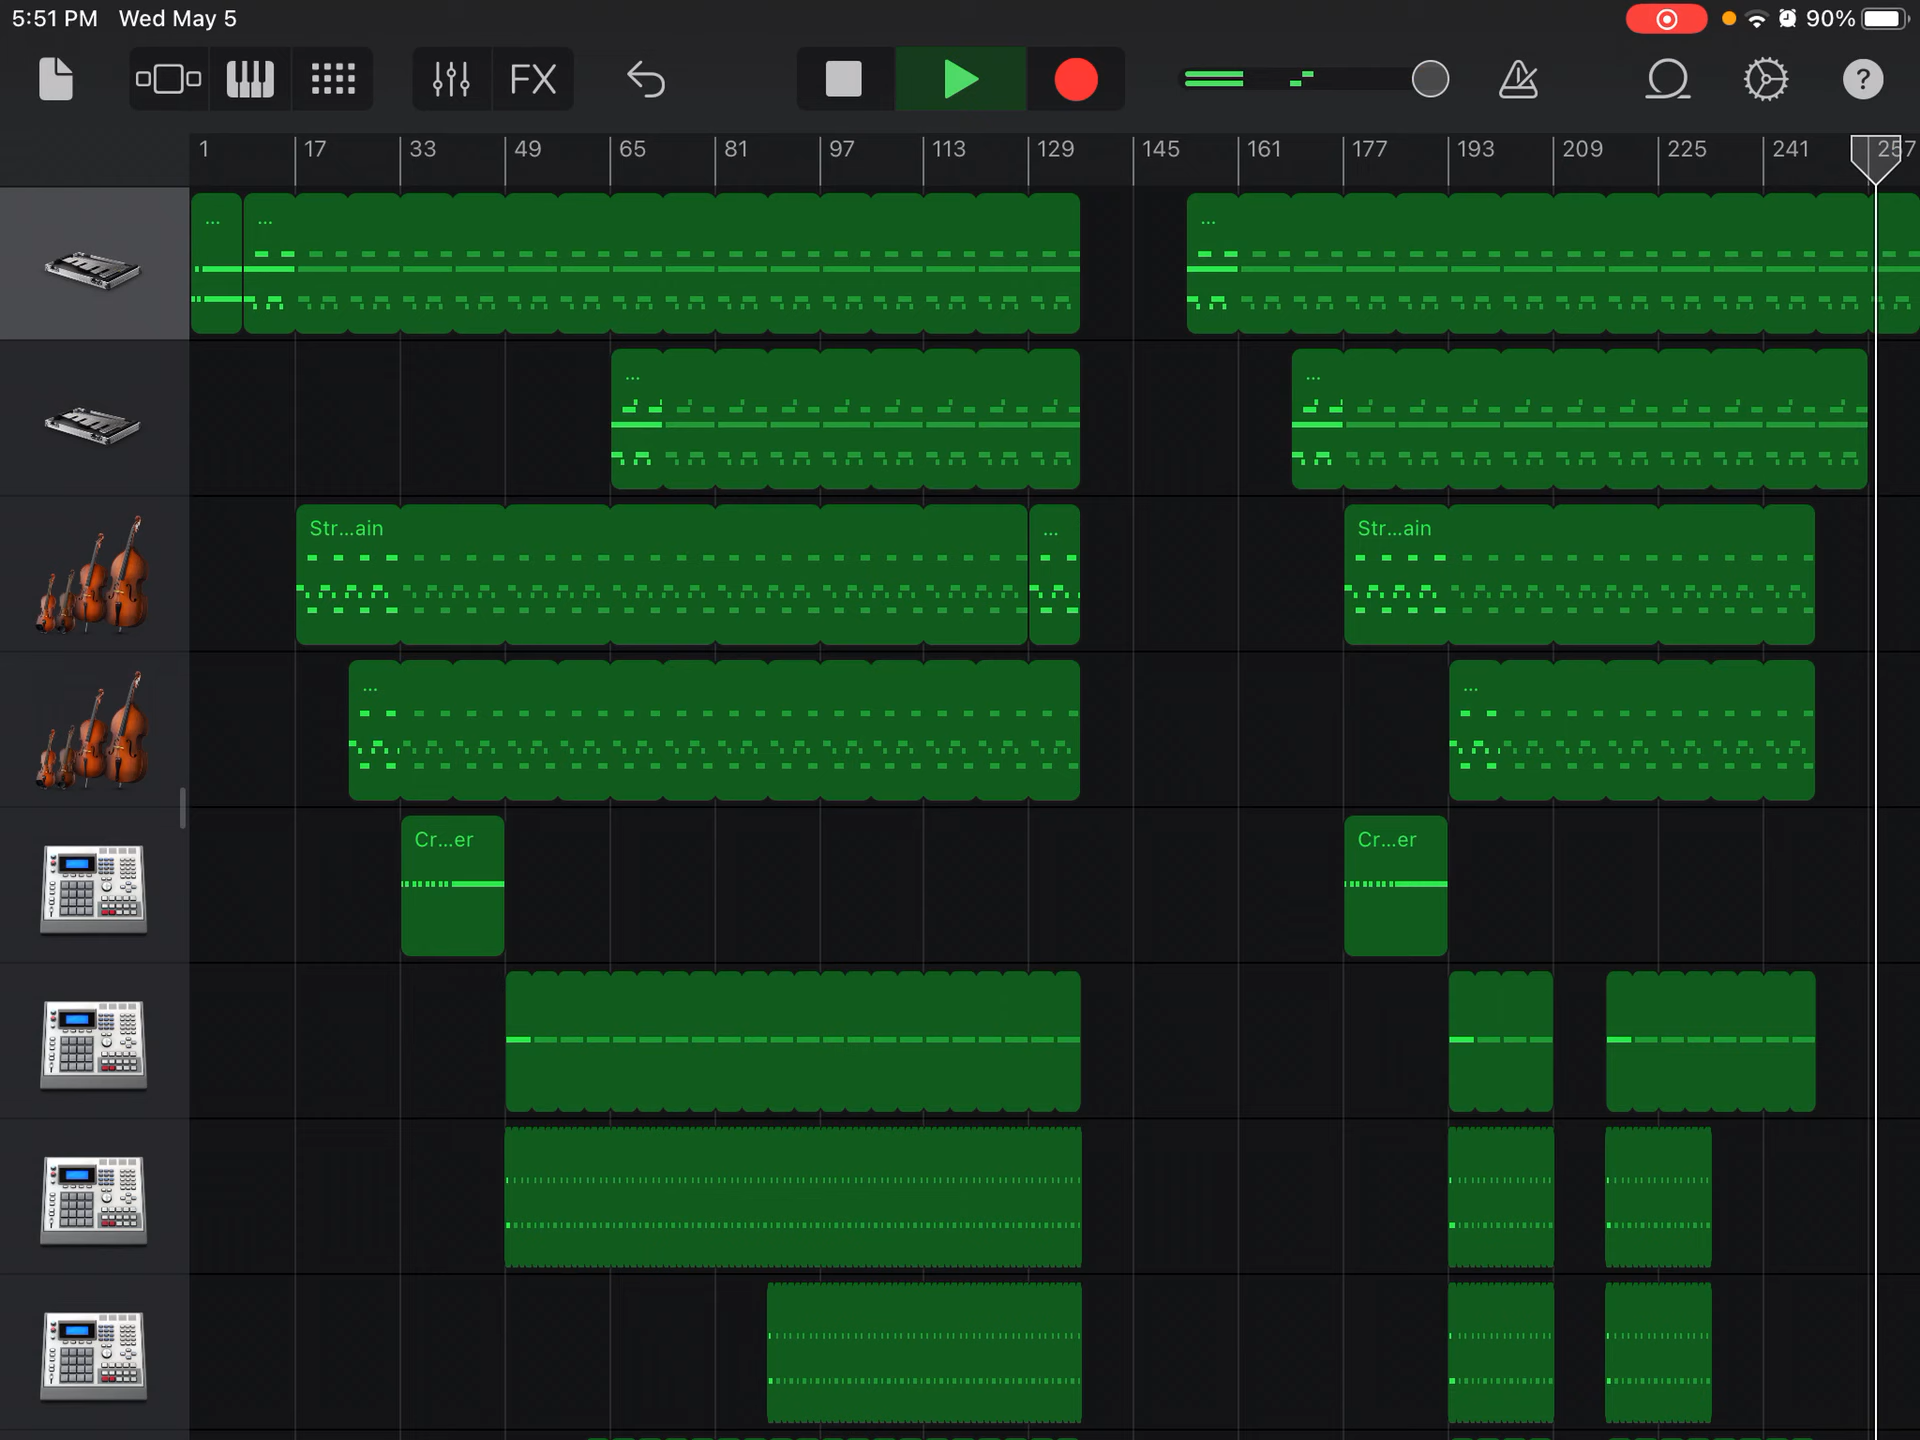 5:51 PM Wed May 5
90%
FX
?
1 17 33 49 65 81 97 113 129 145 161 177 193 209 225 241 257
... ... ...
... ...
Str...ain ... Str...ain
... ...
Cr...er Cr...er